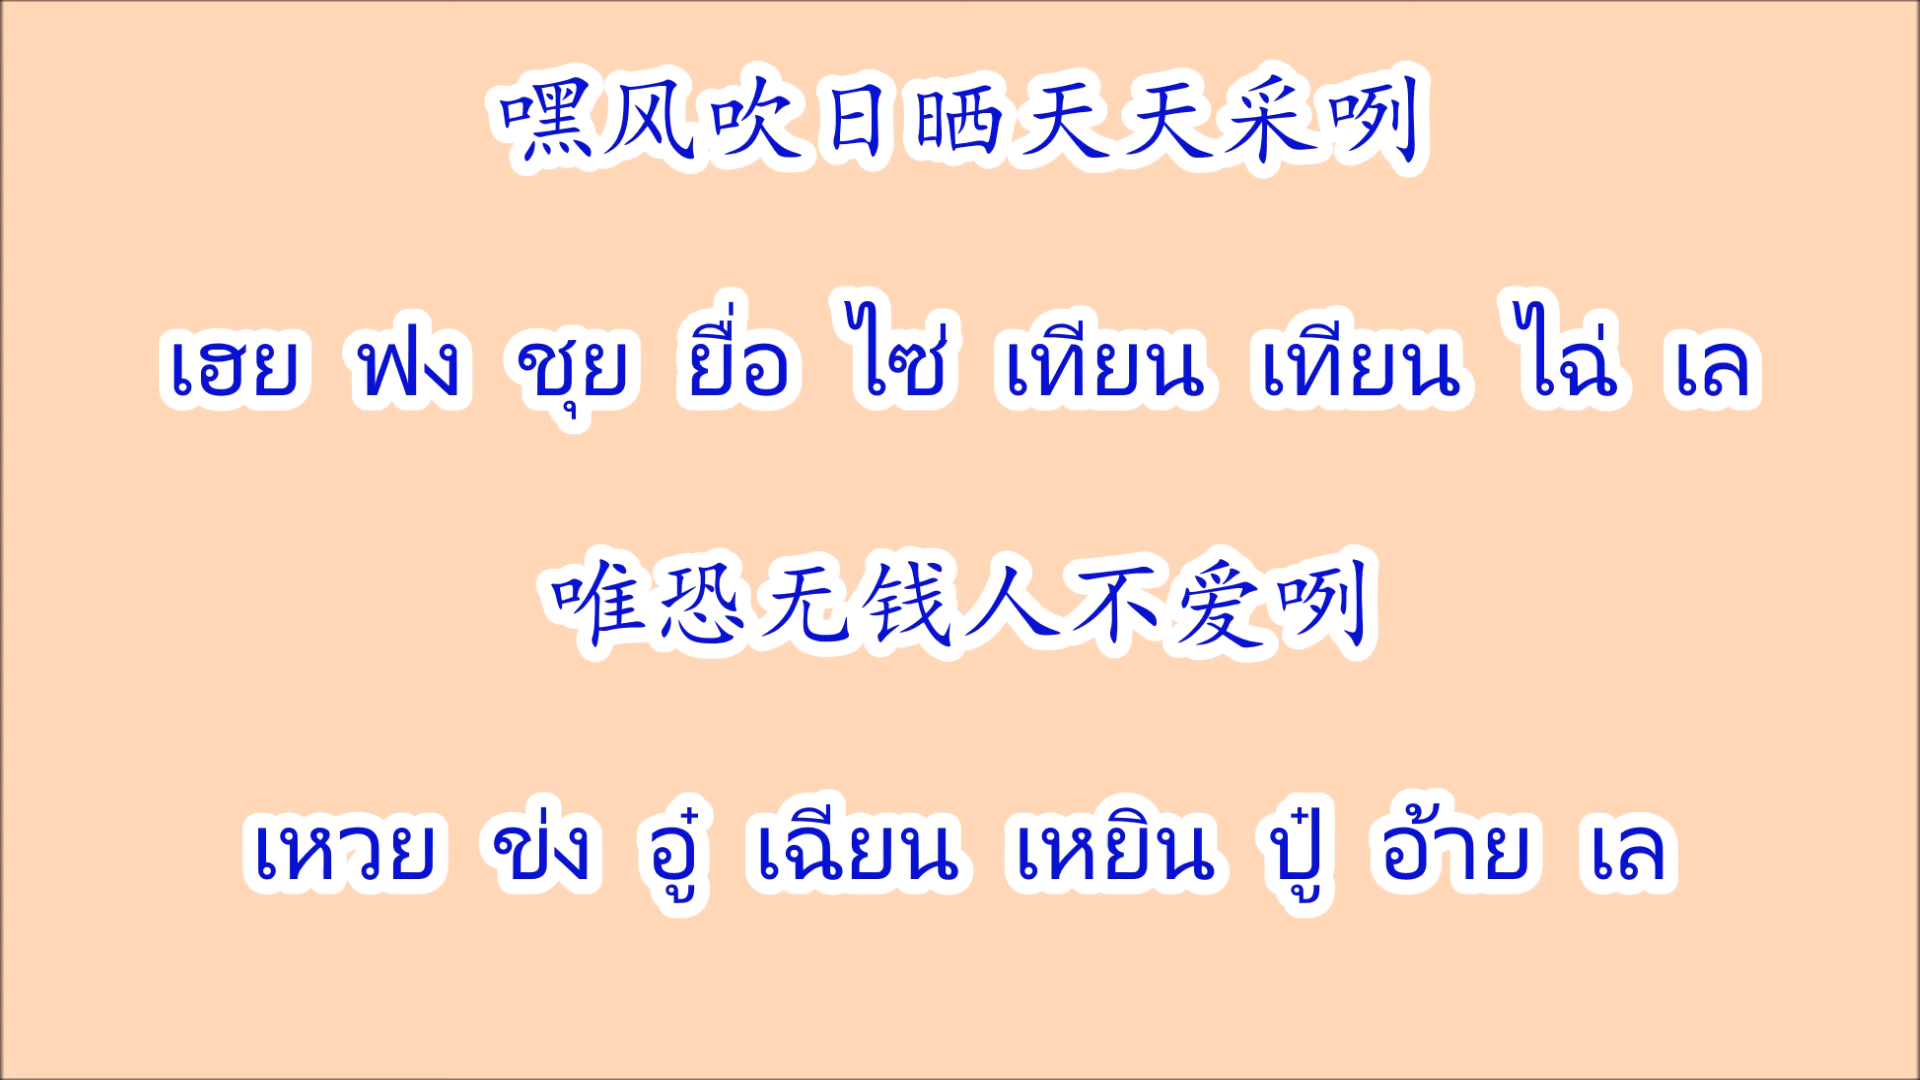 嘿风吹日晒天天采咧
เฮย ฟง ชุย ยื่อ ไซ่ เทียน เทียน ไฉ่ เล
唯恐无钱人不爱咧
เหวย ข่ง อู๋ เฉียน เหยิน ปู๋ อ้าย เล